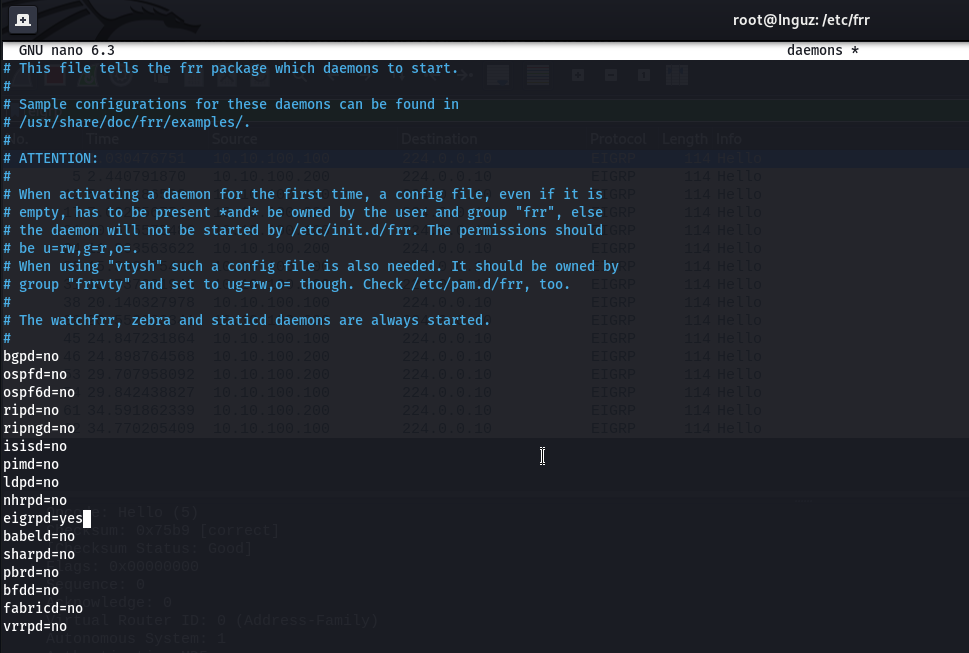 root@Inguz: /etc/frr
GNU nano 6.3 daemons *
# This file tells the frr package which daemons to start.
#
# Sample configurations for these daemons can be found in
# /usr/share/doc/frr/examples/.
#
# ATTENTION:
#
# When activating a daemon for the first time, a config file, even if it is
# empty, has to be present *and* be owned by the user and group "frr", else
# the daemon will not be started by /etc/init.d/frr. The permissions should
# be u=rw,g=r,o=.
# When using "vtysh" such a config file is also needed. It should be owned by
# group "frrvty" and set to ug=rw,o= though. Check /etc/pam.d/frr, too.
#
# The watchfrr, zebra and staticd daemons are always started.
#
bgpd=no
ospfd=no
ospf6d=no
ripd=no
ripngd=no
isisd=no
pimd=no
ldpd=no
nhrpd=no
eigrpd=yes
babeld=no
sharpd=no
pbrd=no
bfdd=no
fabricd=no
vrrpd=no